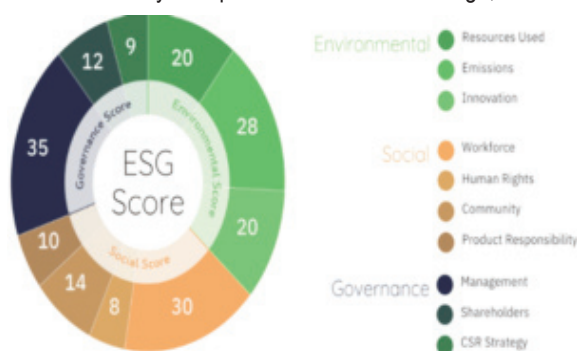 9
12
20
Governance Score
Environmental Score
35
28
ESG
Score
Social Score
10
20
14
8
30
Environmental
Resources Used
Emissions
Innovation
Social
Workforce
Human Rights
Community
Product Responsibility
Governance
Management
Shareholders
CSR Strategy